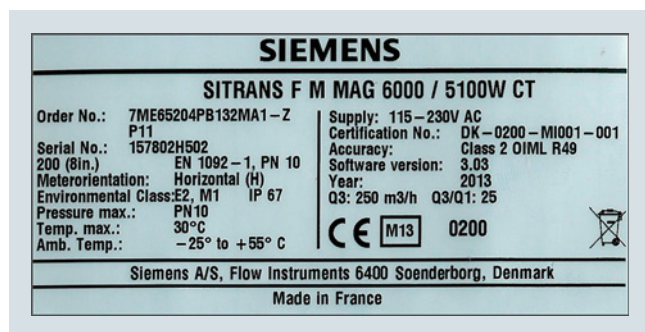 SIEMENS
SITRANS F M MAG 6000 / 5100W CT
Order No.: 7ME65204PB132MA1-Z
P11
Serial No.: 157802H502
200 (8in.) EN 1092-1, PN 10
Meterorientation: Horizontal (H)
Environmental Class:E2, M1 IP 67
Pressure max.: PN10
Temp. max.: 30°C
Amb. Temp.: -25° to +55° C
Supply: 115-230V AC
Certification No.: DK-0200-MI001-001
Accuracy: Class 2 OIML R49
Software version: 3.03
Year: 2013
Q3: 250 m3/h Q3/Q1: 25
CE M13 0200
Siemens A/S, Flow Instruments 6400 Soenderborg, Denmark
Made in France